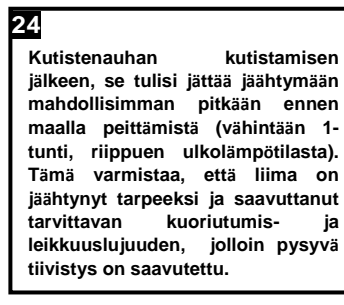 24
Kutistenauhan kutistamisen
jälkeen, se tulisi jättää jäähtymään
mahdollisimman pitkään ennen
maalla peittämistä (vähintään 1-
tunti, riippuen ulkolämpötilasta).
Tämä varmistaa, että liima on
jäähtynyt tarpeeksi ja saavuttanut
tarvittavan kuoriutumis- ja
leikkuuslujuuden, jolloin pysyvä
tiivistys on saavutettu.